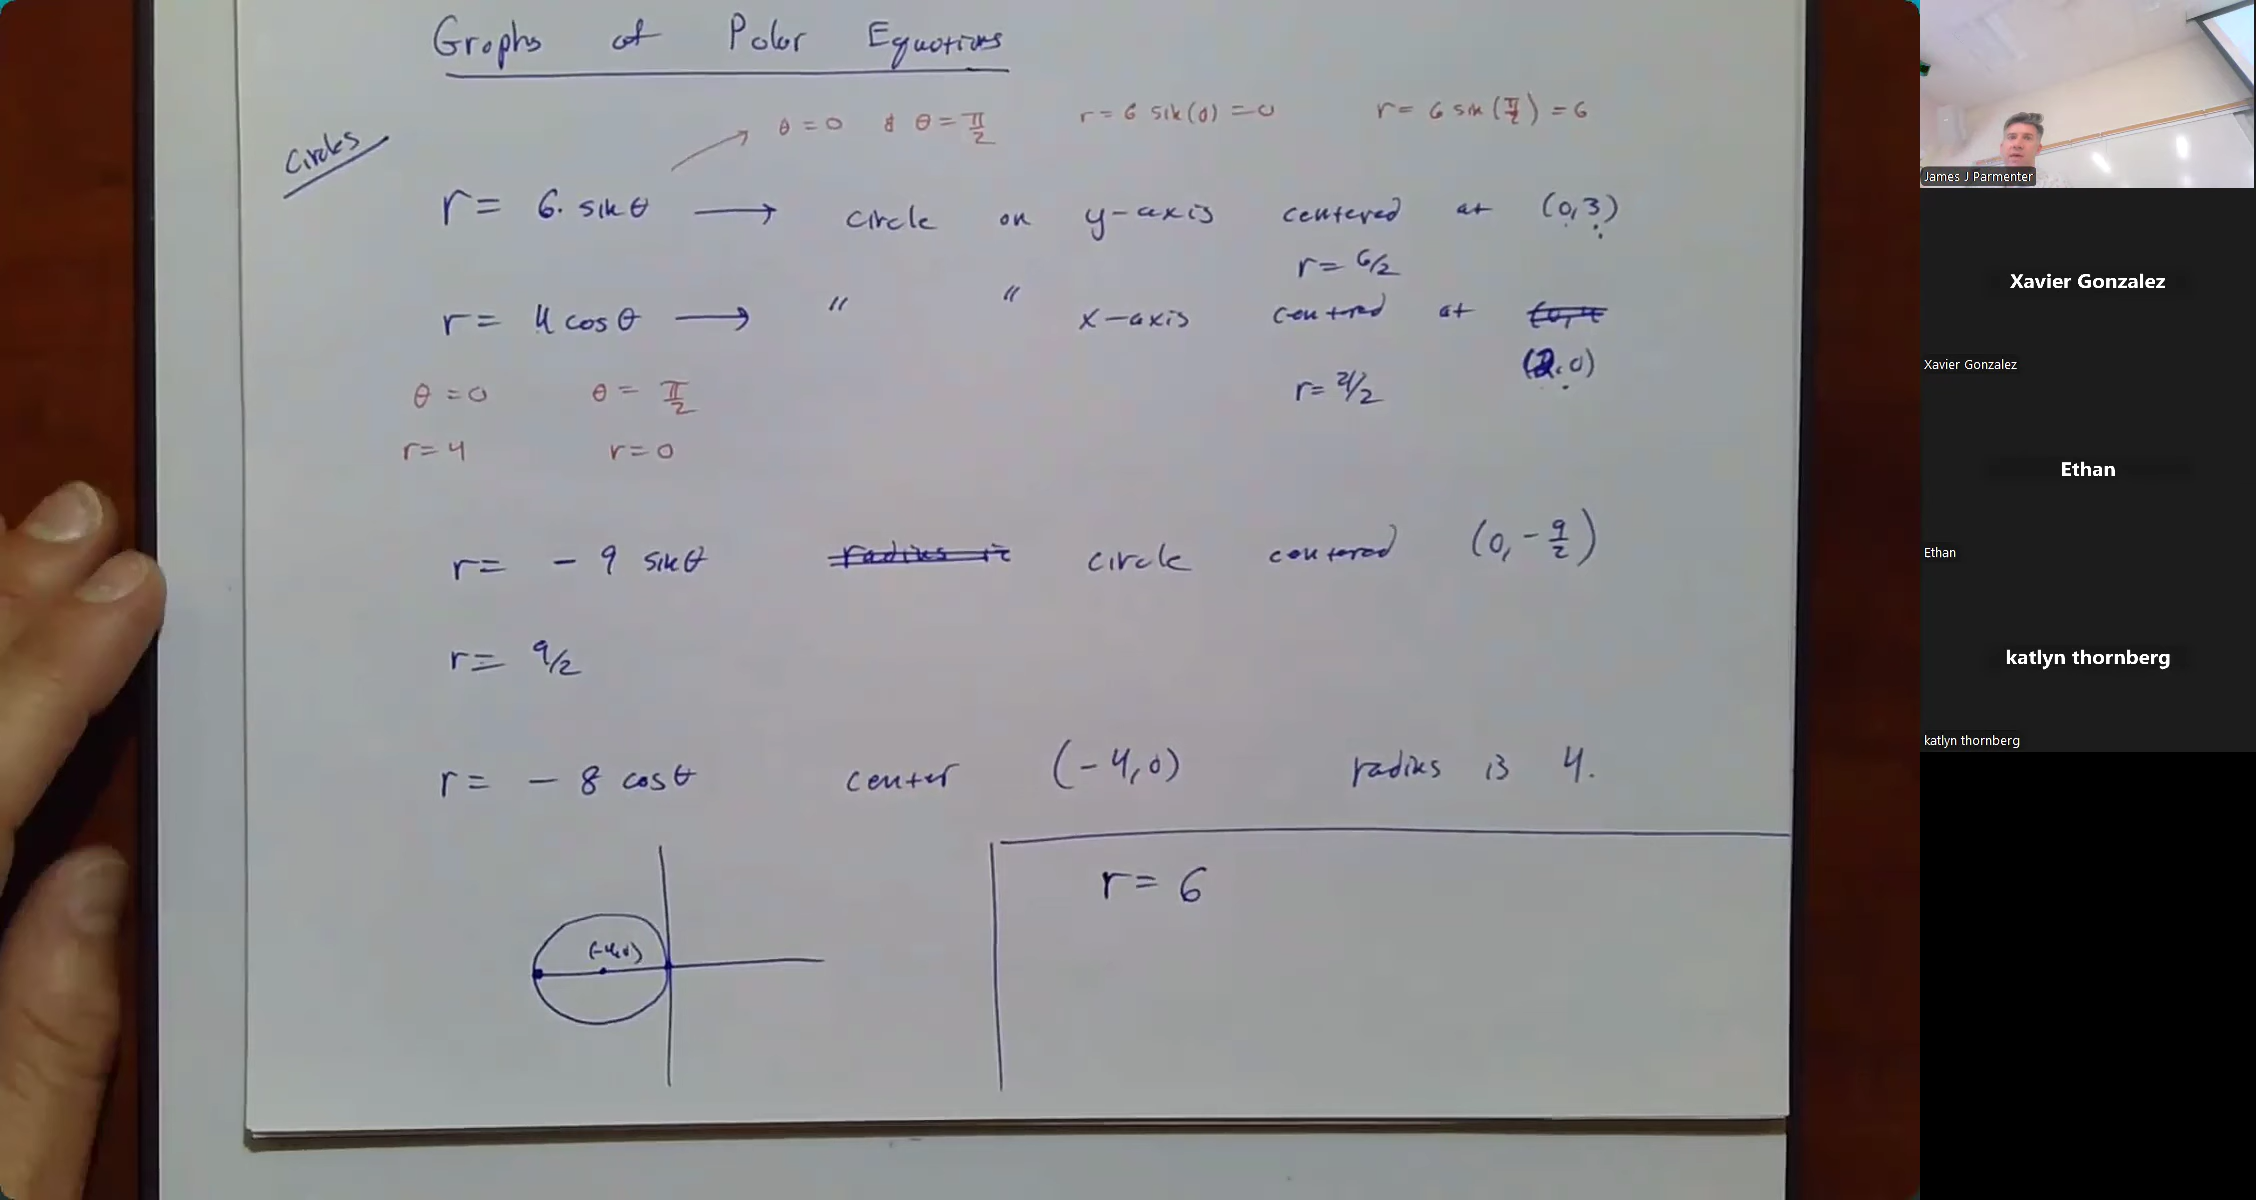 Graphs of Polar Equations
Circles
θ = 0 & θ = π/2 r = 6 sin(0) = 0 r = 6 sin(π/2) = 6
r = 6. sin θ → circle on y-axis centered at (0,3)
r = 6/2
r = 4 cos θ → " " x-axis centered at
(2,0)
θ = 0 θ = π/2
r = 4 r = 0
r = - 9 sin θ radius is circle centered (0, - 9/2)
r = 9/2
r = - 8 cos θ center (-4,0) radius is 4.
r = 6
(-4,0)
James J Parmenter
Xavier Gonzalez
Xavier Gonzalez
Ethan
Ethan
katlyn thornberg
katlyn thornberg